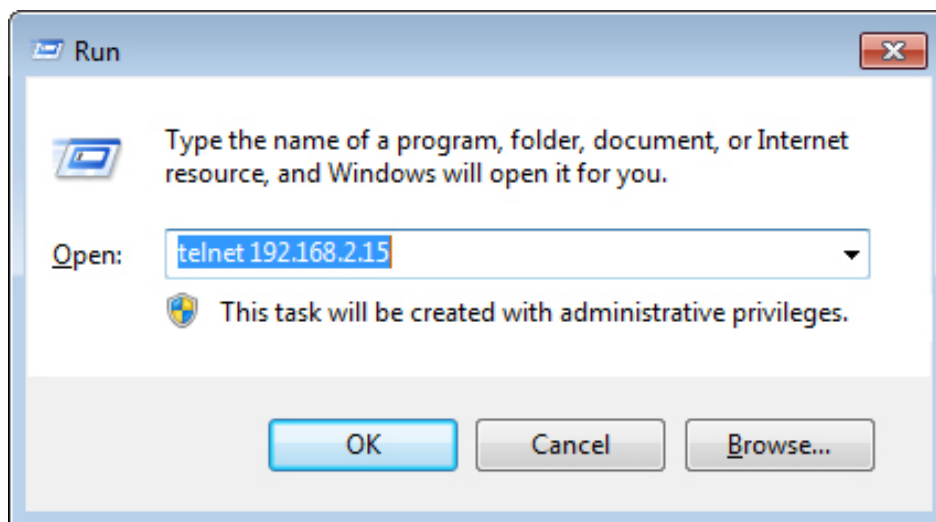 Run
Type the name of a program, folder, document, or Internet
resource, and Windows will open it for you.
Open: telnet 192.168.2.15
This task will be created with administrative privileges.
OK Cancel Browse...